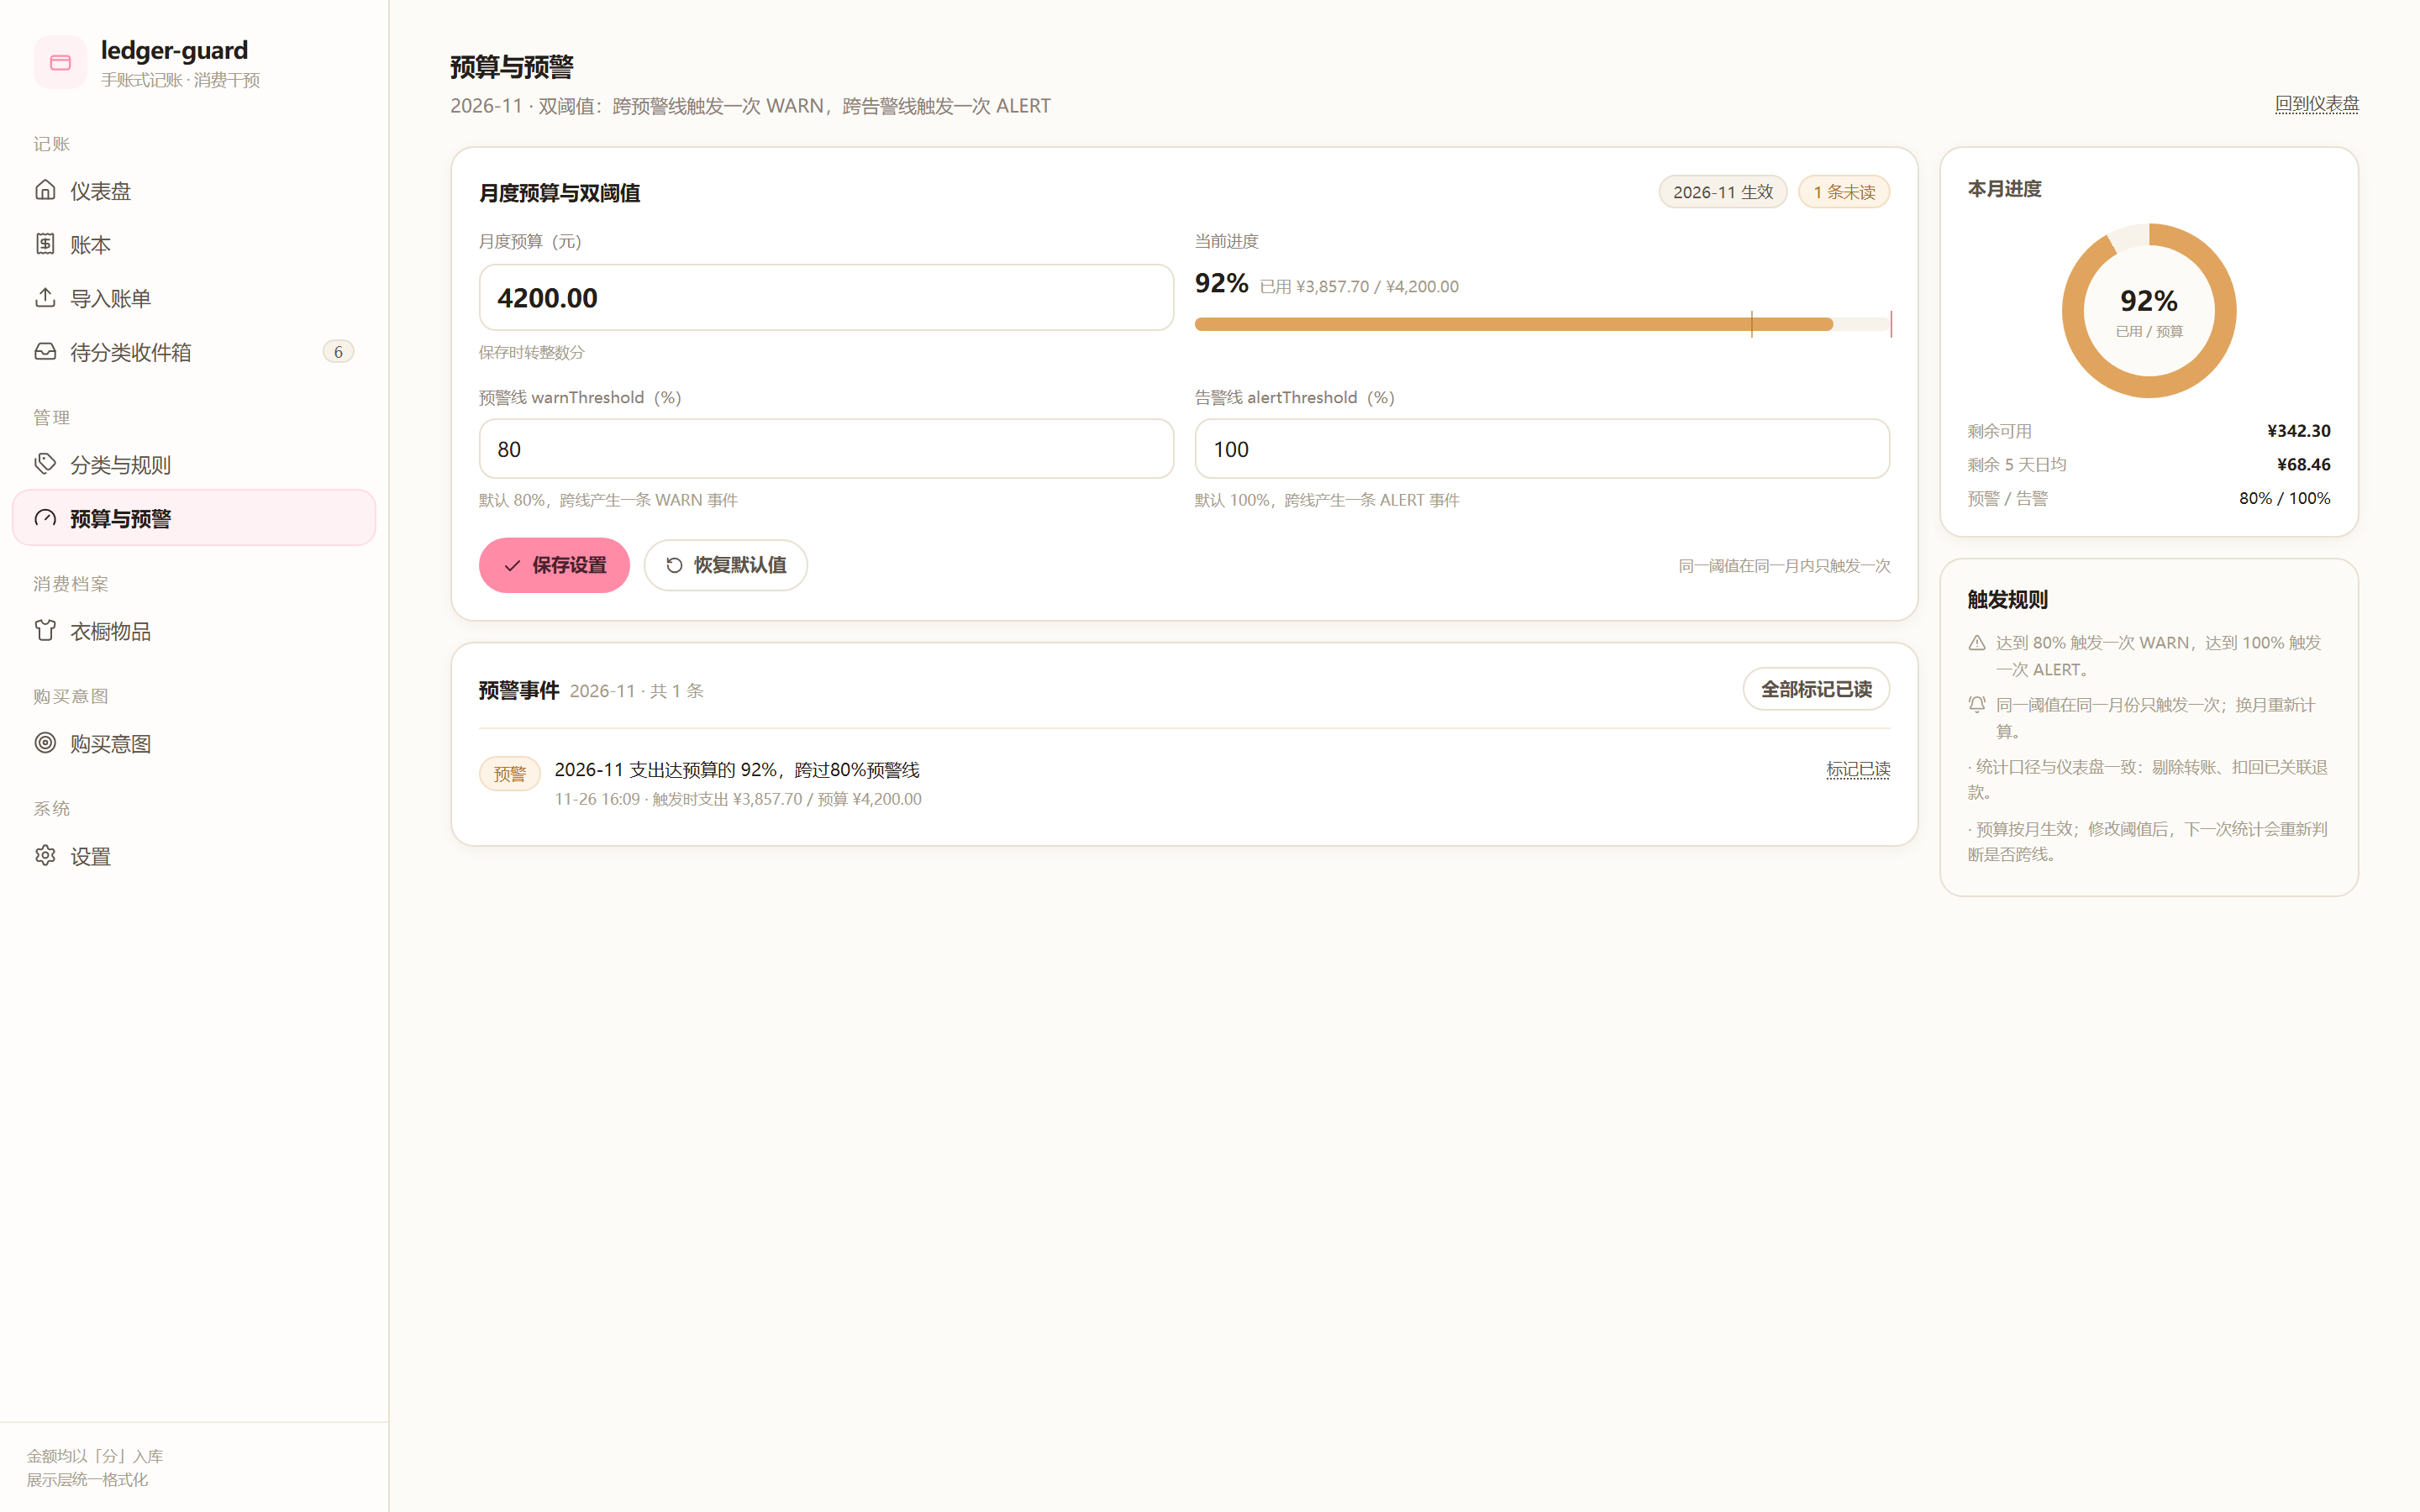 ledger-guard
手账式记账 · 消费干预
记账
仪表盘
账本
导入账单
待分类收件箱
6
管理
分类与规则
预算与预警
消费档案
衣橱物品
购买意图
购买意图
系统
设置
金额均以「分」入库
展示层统一格式化
预算与预警
2026-11 · 双阈值：跨预警线触发一次 WARN，跨告警线触发一次 ALERT
回到仪表盘
月度预算与双阈值
2026-11 生效
1 条未读
月度预算（元）
4200.00
保存时转整数分
当前进度
92% 已用 ¥3,857.70 / ¥4,200.00
预警线 warnThreshold（%）
80
默认 80%，跨线产生一条 WARN 事件
告警线 alertThreshold（%）
100
默认 100%，跨线产生一条 ALERT 事件
保存设置
恢复默认值
同一阈值在同一月内只触发一次
预警事件 2026-11 · 共 1 条
全部标记已读
预警
2026-11 支出达预算的 92%，跨过80%预警线
11-26 16:09 · 触发时支出 ¥3,857.70 / 预算 ¥4,200.00
标记已读
本月进度
92%
已用 / 预算
剩余可用 ¥342.30
剩余 5 天日均 ¥68.46
预警 / 告警 80% / 100%
触发规则
达到 80% 触发一次 WARN，达到 100% 触发
一次 ALERT。
同一阈值在同一月份只触发一次；换月重新计
算。
· 统计口径与仪表盘一致：剔除转账、扣回已关联退
款。
· 预算按月生效；修改阈值后，下一次统计会重新判
断是否跨线。